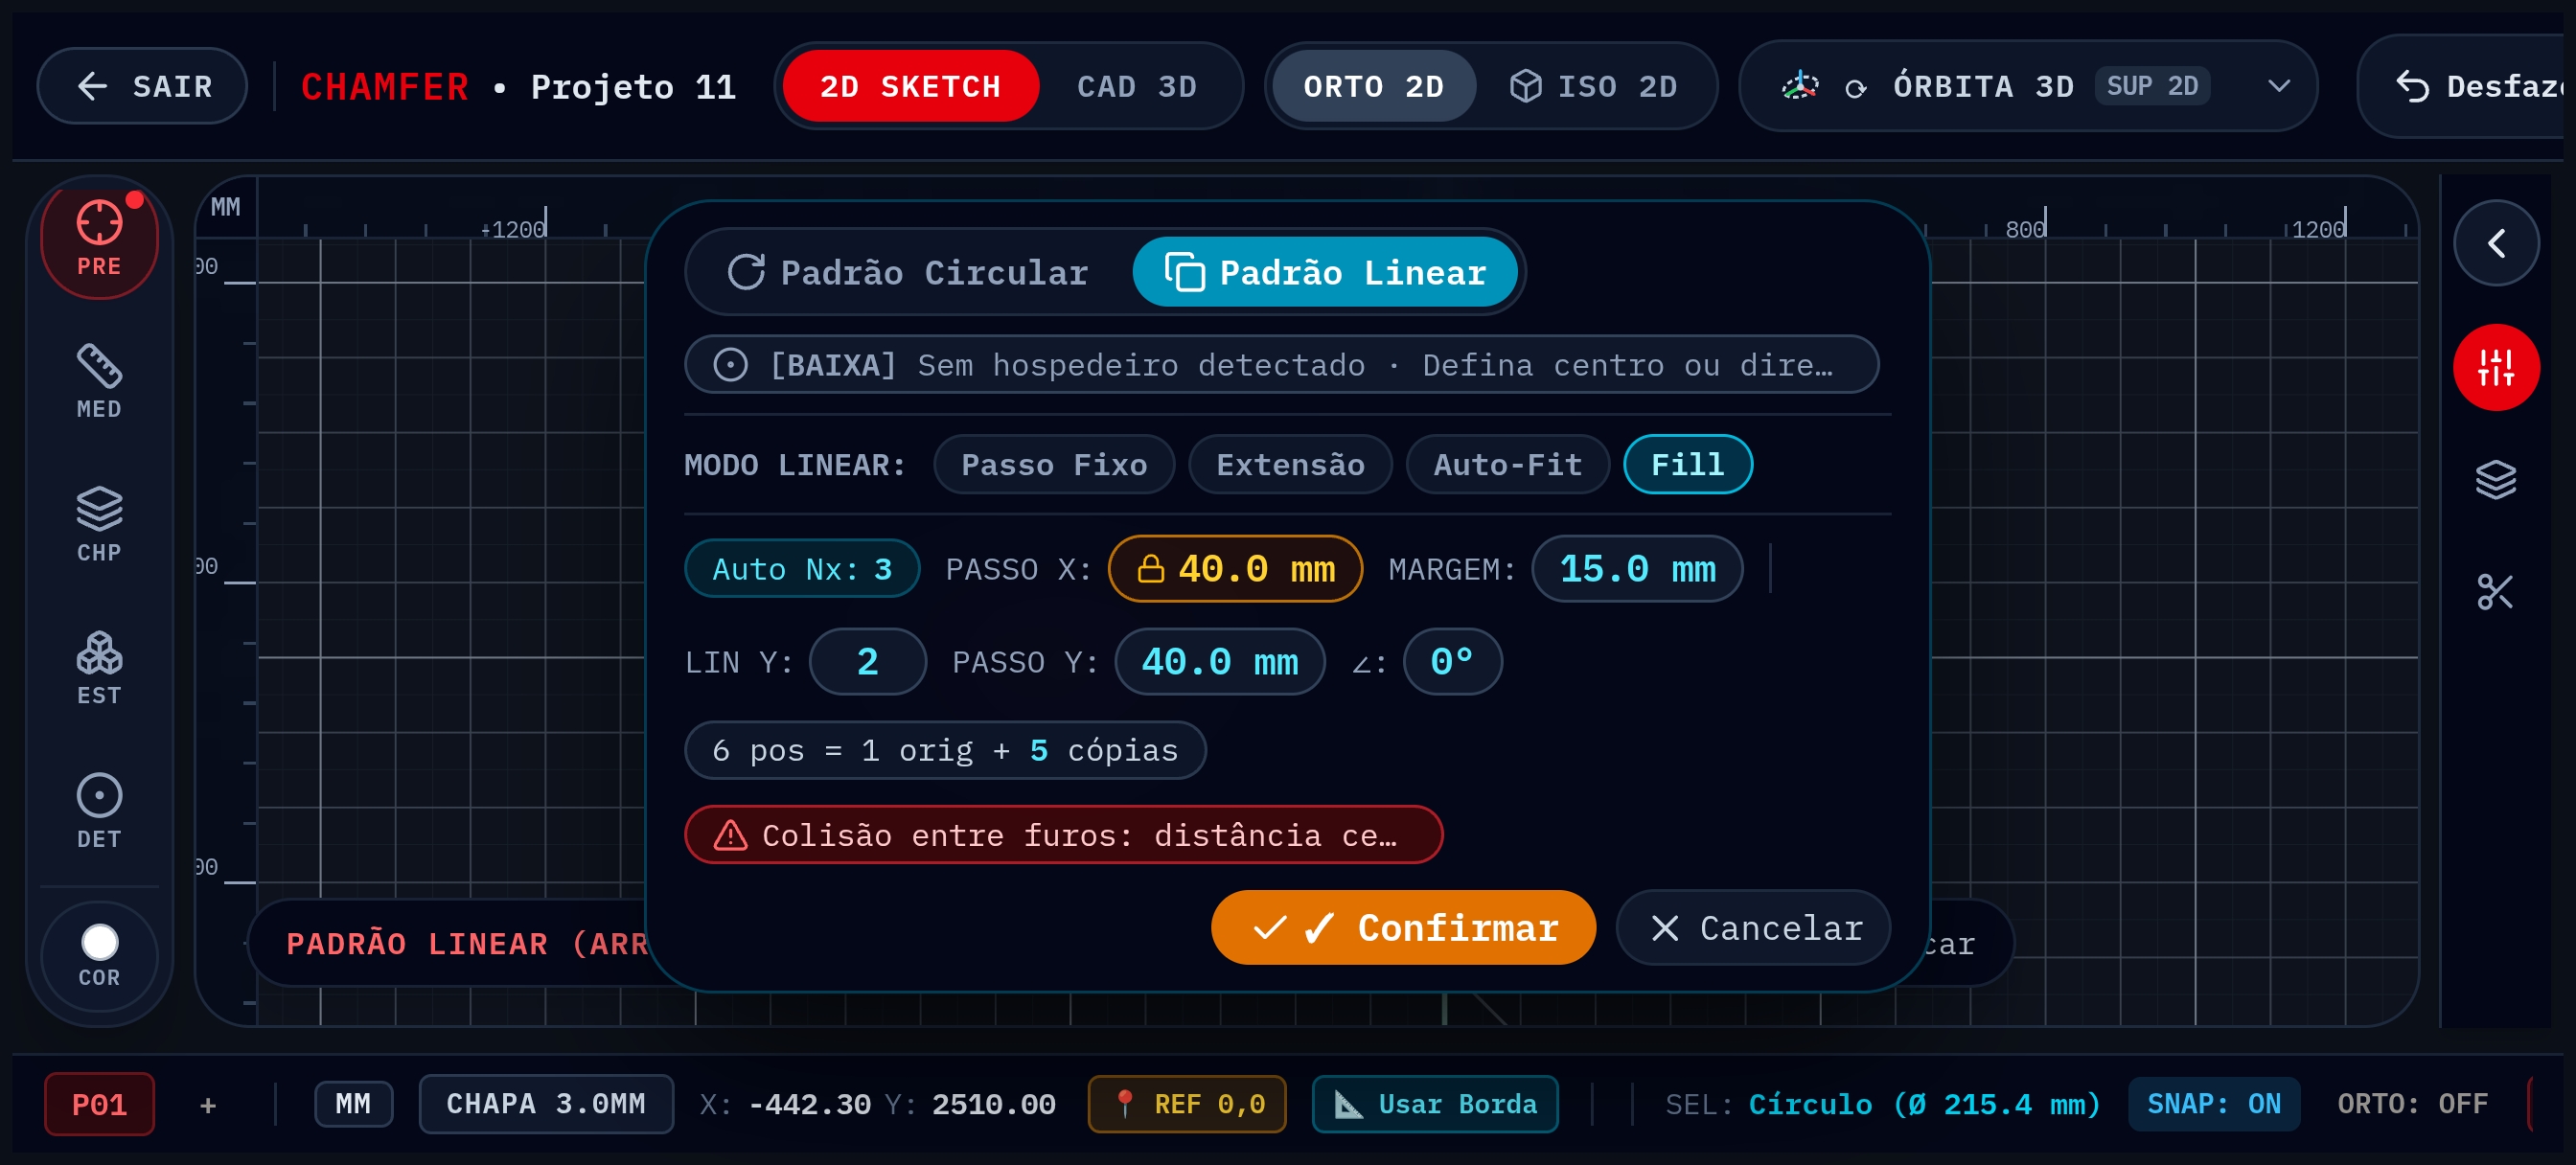 SAIR CHAMFER • Projeto 11 2D SKETCH CAD 3D ORTO 2D ISO 2D ⟳ ÓRBITA 3D SUP 2D Desfaz
MM
-1200 800 1200
PRE
MED
CHP
EST
DET
COR
00
00
00
Padrão Circular Padrão Linear
[BAIXA] Sem hospedeiro detectado · Defina centro ou dire…
MODO LINEAR: Passo Fixo Extensão Auto-Fit Fill
Auto Nx: 3 PASSO X: 40.0 mm MARGEM: 15.0 mm
LIN Y: 2 PASSO Y: 40.0 mm ∠: 0°
6 pos = 1 orig + 5 cópias
Colisão entre furos: distância ce…
✓ Confirmar Cancelar
PADRÃO LINEAR (ARR car
P01 + MM CHAPA 3.0MM X: -442.30 Y: 2510.00 📍 REF 0,0 📐 Usar Borda SEL: Círculo (Ø 215.4 mm) SNAP: ON ORTO: OFF